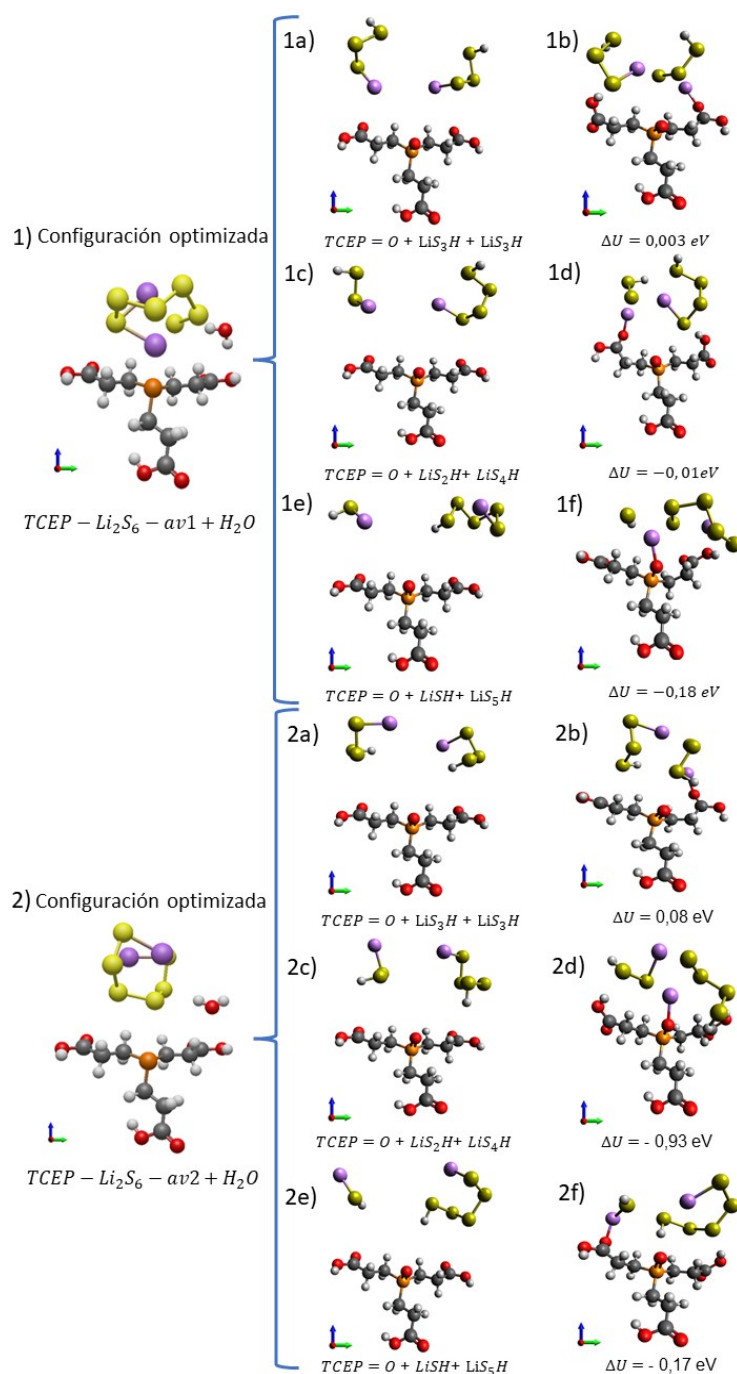 1a)
1b)
1) Configuración optimizada
TCEP = O + LiS₃H + LiS₃H
ΔU = 0,003 eV
1c)
1d)
TCEP = O + LiS₂H+ LiS₄H
ΔU = −0,01eV
TCEP − Li₂S₆ − av1 + H₂O
1e)
1f)
TCEP = O + LiSH+ LiS₅H
ΔU = −0,18 eV
2a)
2b)
2) Configuración optimizada
TCEP = O + LiS₃H + LiS₃H
ΔU = 0,08 eV
2c)
2d)
TCEP = O + LiS₂H+ LiS₄H
ΔU = - 0,93 eV
TCEP − Li₂S₆ − av2 + H₂O
2e)
2f)
TCEP = O + LiSH+ LiS₅H
ΔU = - 0,17 eV